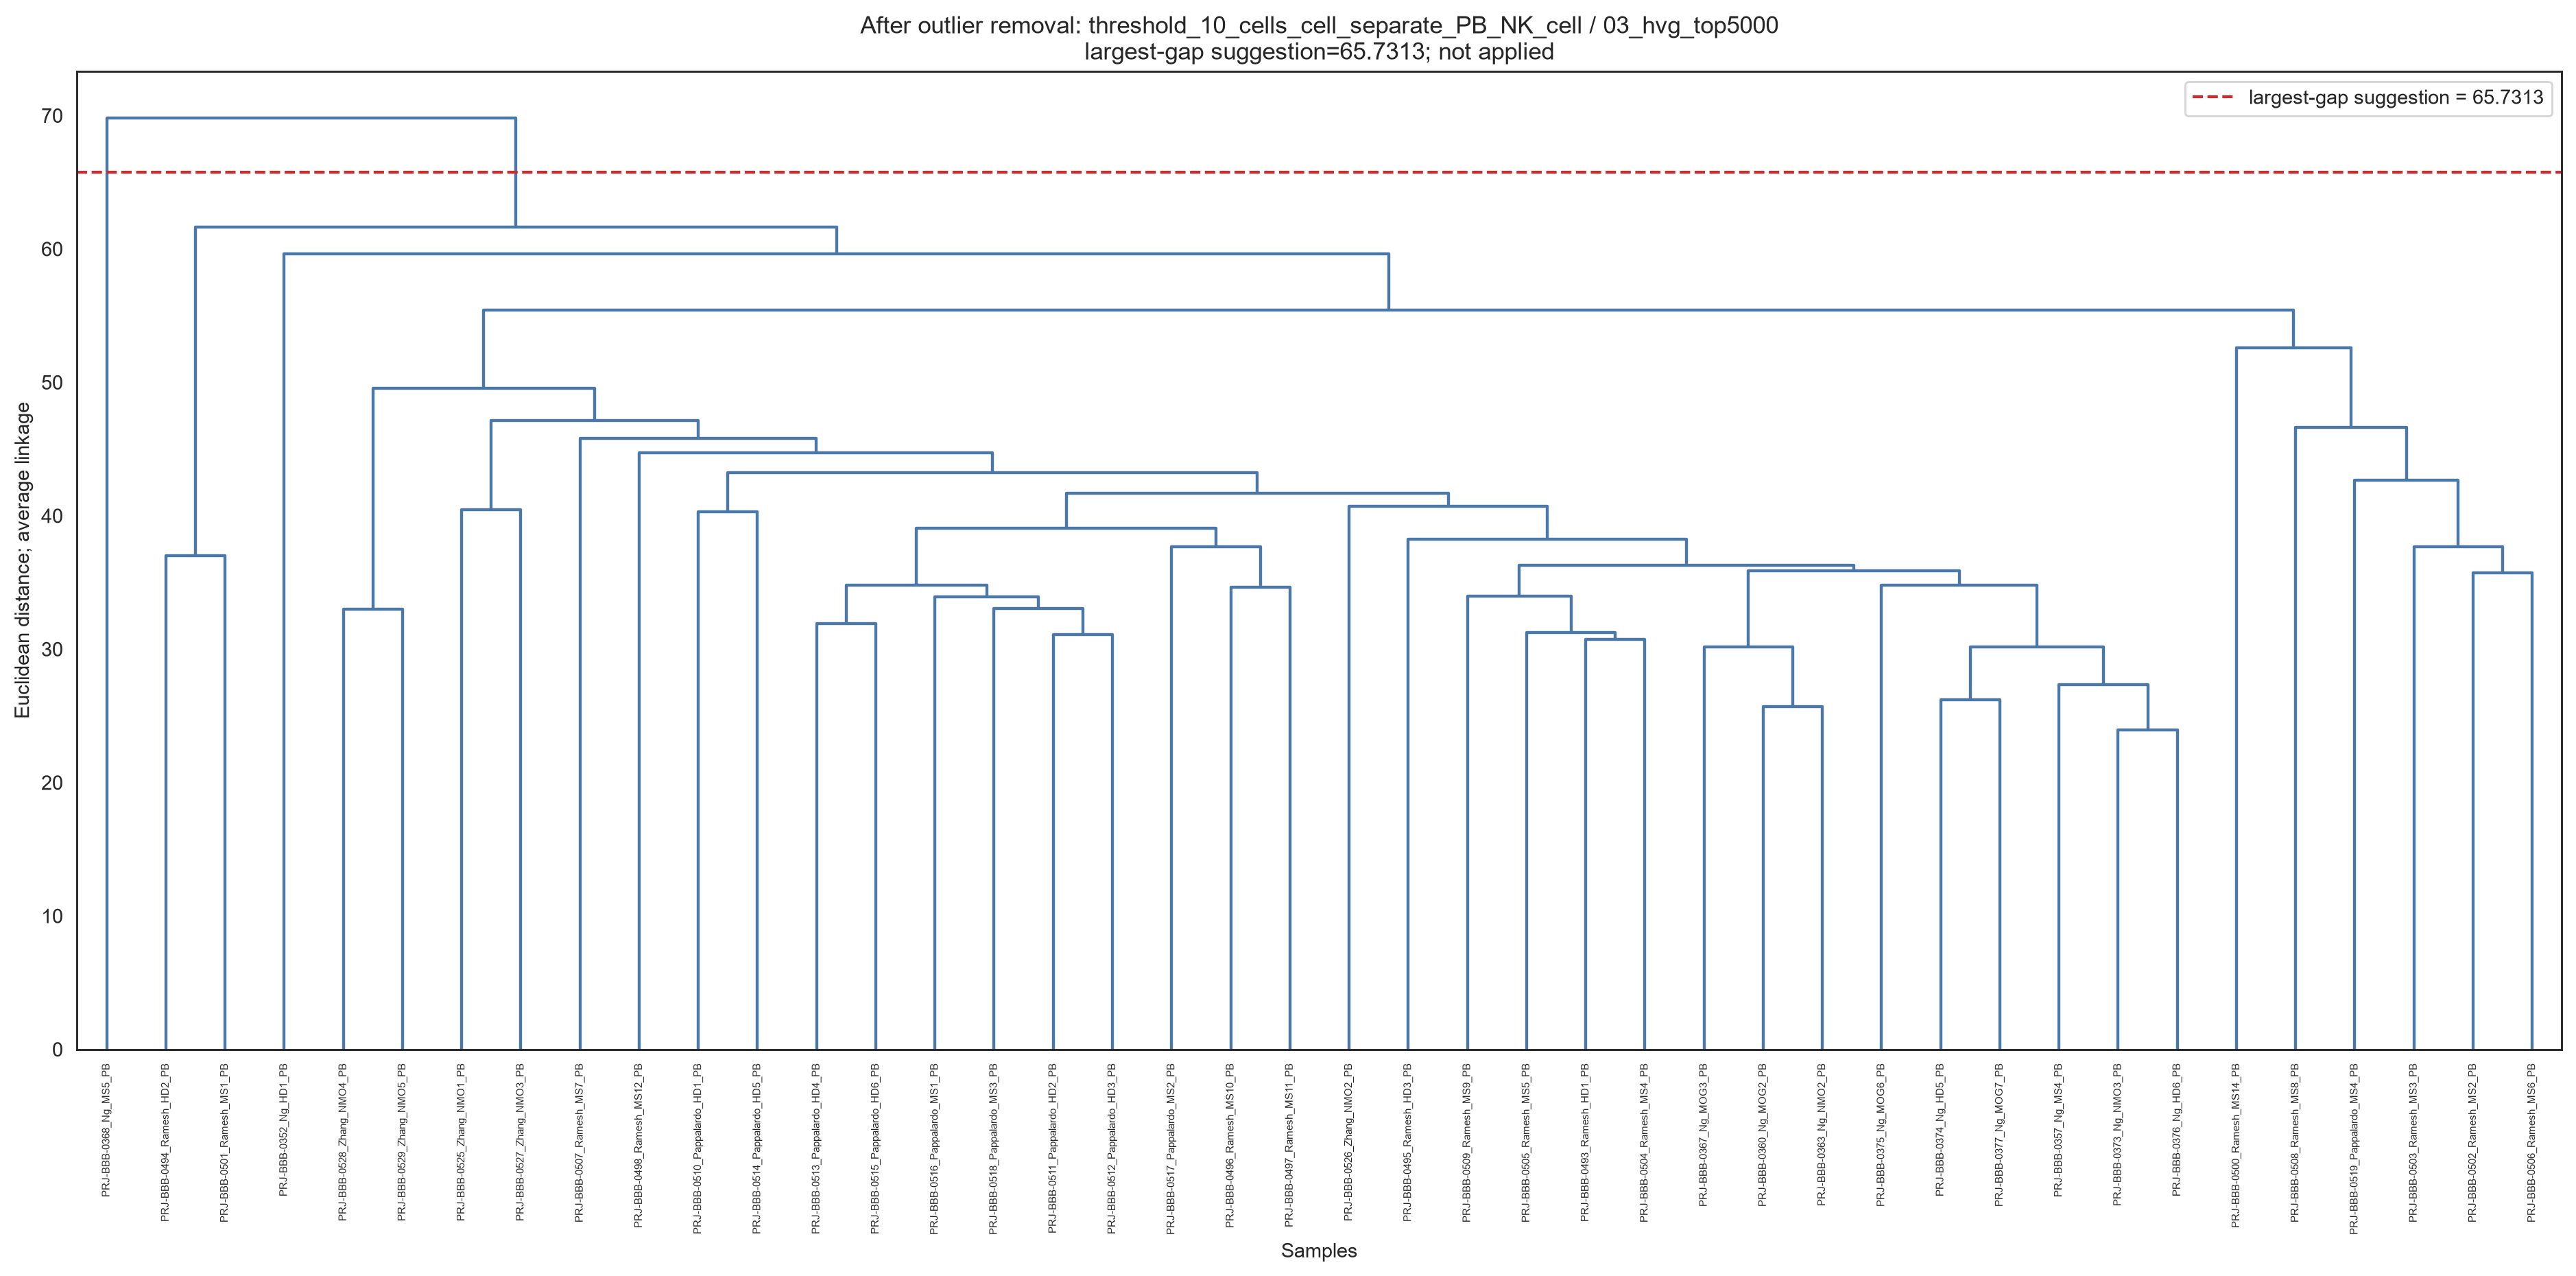 After outlier removal: threshold_10_cells_cell_separate_PB_NK_cell / 03_hvg_top5000
largest-gap suggestion=65.7313; not applied
largest-gap suggestion = 65.7313
Euclidean distance; average linkage
70
60
50
40
30
20
10
0
PRJ-BBB-0368_Ng_MS5_PB
PRJ-BBB-0494_Ramesh_HD2_PB
PRJ-BBB-0501_Ramesh_MS1_PB
PRJ-BBB-0352_Ng_HD1_PB
PRJ-BBB-0528_Zhang_NMO4_PB
PRJ-BBB-0529_Zhang_NMO5_PB
PRJ-BBB-0525_Zhang_NMO1_PB
PRJ-BBB-0527_Zhang_NMO3_PB
PRJ-BBB-0507_Ramesh_MS7_PB
PRJ-BBB-0498_Ramesh_MS12_PB
PRJ-BBB-0510_Pappalardo_HD1_PB
PRJ-BBB-0514_Pappalardo_HD5_PB
PRJ-BBB-0513_Pappalardo_HD4_PB
PRJ-BBB-0515_Pappalardo_HD6_PB
PRJ-BBB-0516_Pappalardo_MS1_PB
PRJ-BBB-0518_Pappalardo_MS3_PB
PRJ-BBB-0511_Pappalardo_HD2_PB
PRJ-BBB-0512_Pappalardo_HD3_PB
PRJ-BBB-0517_Pappalardo_MS2_PB
PRJ-BBB-0496_Ramesh_MS10_PB
PRJ-BBB-0497_Ramesh_MS11_PB
PRJ-BBB-0526_Zhang_NMO2_PB
PRJ-BBB-0495_Ramesh_HD3_PB
PRJ-BBB-0509_Ramesh_MS9_PB
PRJ-BBB-0505_Ramesh_MS5_PB
PRJ-BBB-0493_Ramesh_HD1_PB
PRJ-BBB-0504_Ramesh_MS4_PB
PRJ-BBB-0367_Ng_MOG3_PB
PRJ-BBB-0360_Ng_MOG2_PB
PRJ-BBB-0363_Ng_NMO2_PB
PRJ-BBB-0375_Ng_MOG6_PB
PRJ-BBB-0374_Ng_HD5_PB
PRJ-BBB-0377_Ng_MOG7_PB
PRJ-BBB-0357_Ng_MS4_PB
PRJ-BBB-0373_Ng_NMO3_PB
PRJ-BBB-0376_Ng_HD6_PB
PRJ-BBB-0500_Ramesh_MS14_PB
PRJ-BBB-0508_Ramesh_MS8_PB
PRJ-BBB-0519_Pappalardo_MS4_PB
PRJ-BBB-0503_Ramesh_MS3_PB
PRJ-BBB-0502_Ramesh_MS2_PB
PRJ-BBB-0506_Ramesh_MS6_PB
Samples